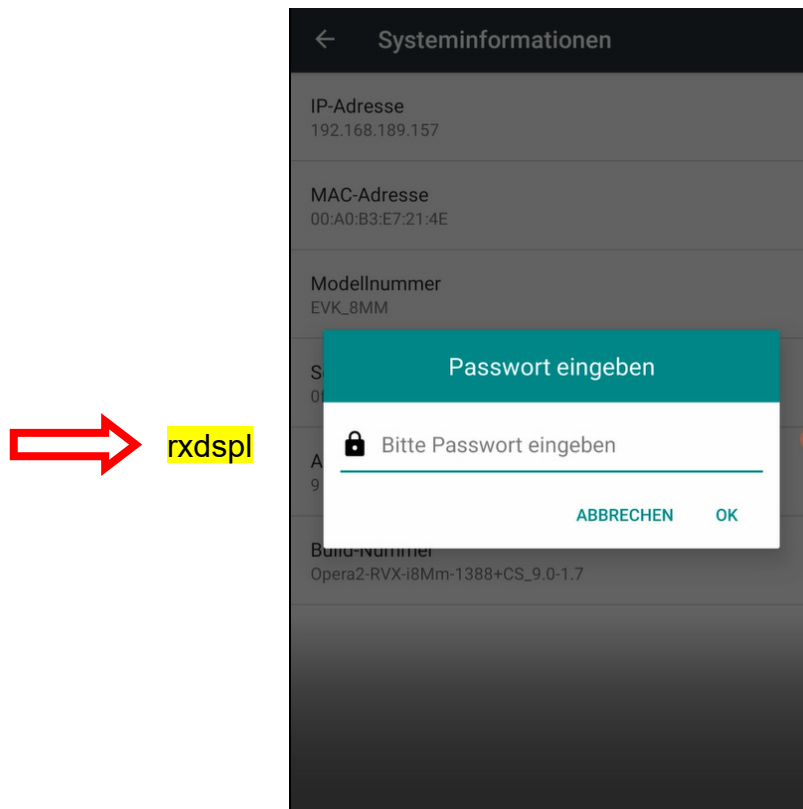 Systeminformationen
IP-Adresse
192.168.189.157
MAC-Adresse
00:A0:B3:E7:21:4E
Modellnummer
EVK_8MM
Passwort eingeben
rxdspl
Bitte Passwort eingeben
9
ABBRECHEN OK
Build-Nummer
Opera2-RVX-i8Mm-1388+CS_9.0-1.7